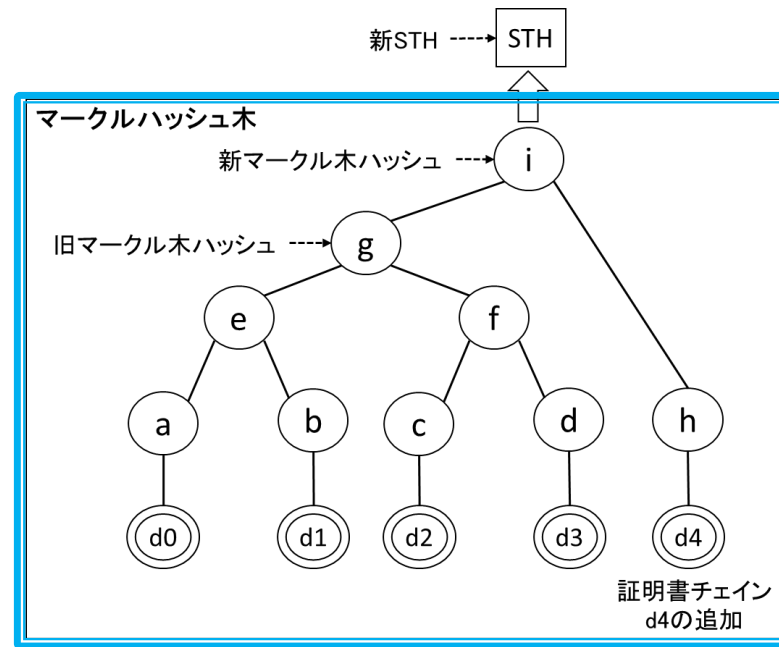 新STH
STH
マークルハッシュ木
新マークル木ハッシュ
i
旧マークル木ハッシュ
g
e
f
a
b
c
d
h
d0
d1
d2
d3
d4
証明書チェイン
d4の追加